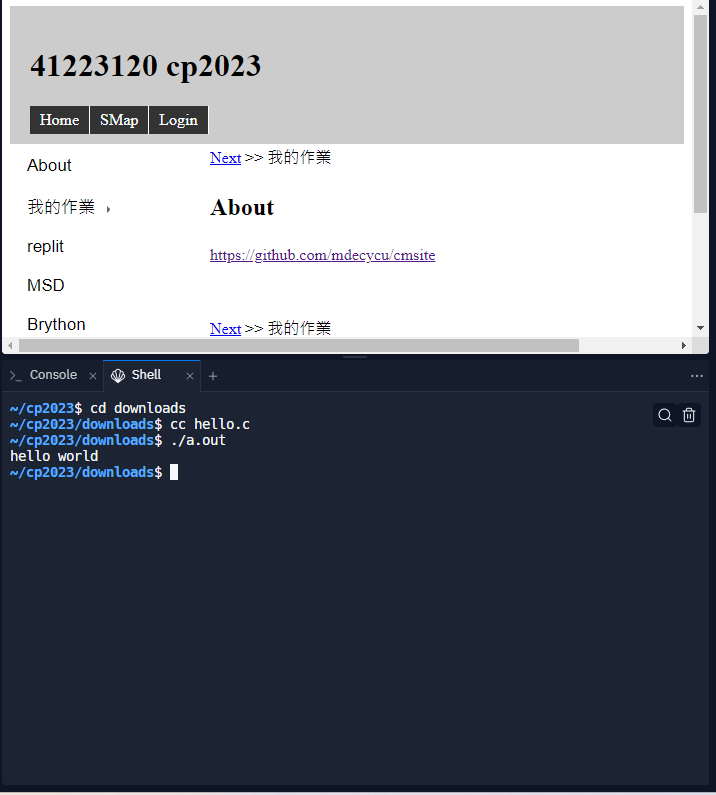 41223120 cp2023
Home SMap Login
About
我的作業
replit
MSD
Brython
Next >> 我的作業
About
https://github.com/mdecycu/cmsite
Next >> 我的作業
Console Shell
~/cp2023$ cd downloads
~/cp2023/downloads$ cc hello.c
~/cp2023/downloads$ ./a.out
hello world
~/cp2023/downloads$